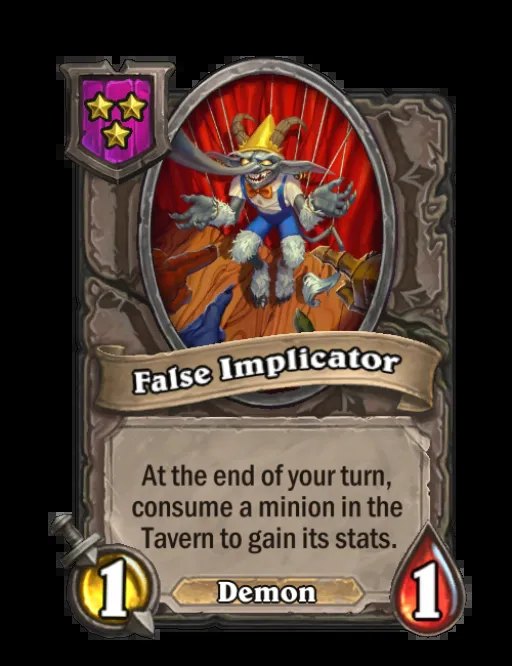 False Implicator
At the end of your turn,
consume a minion in the
Tavern to gain its stats.
1
Demon
1